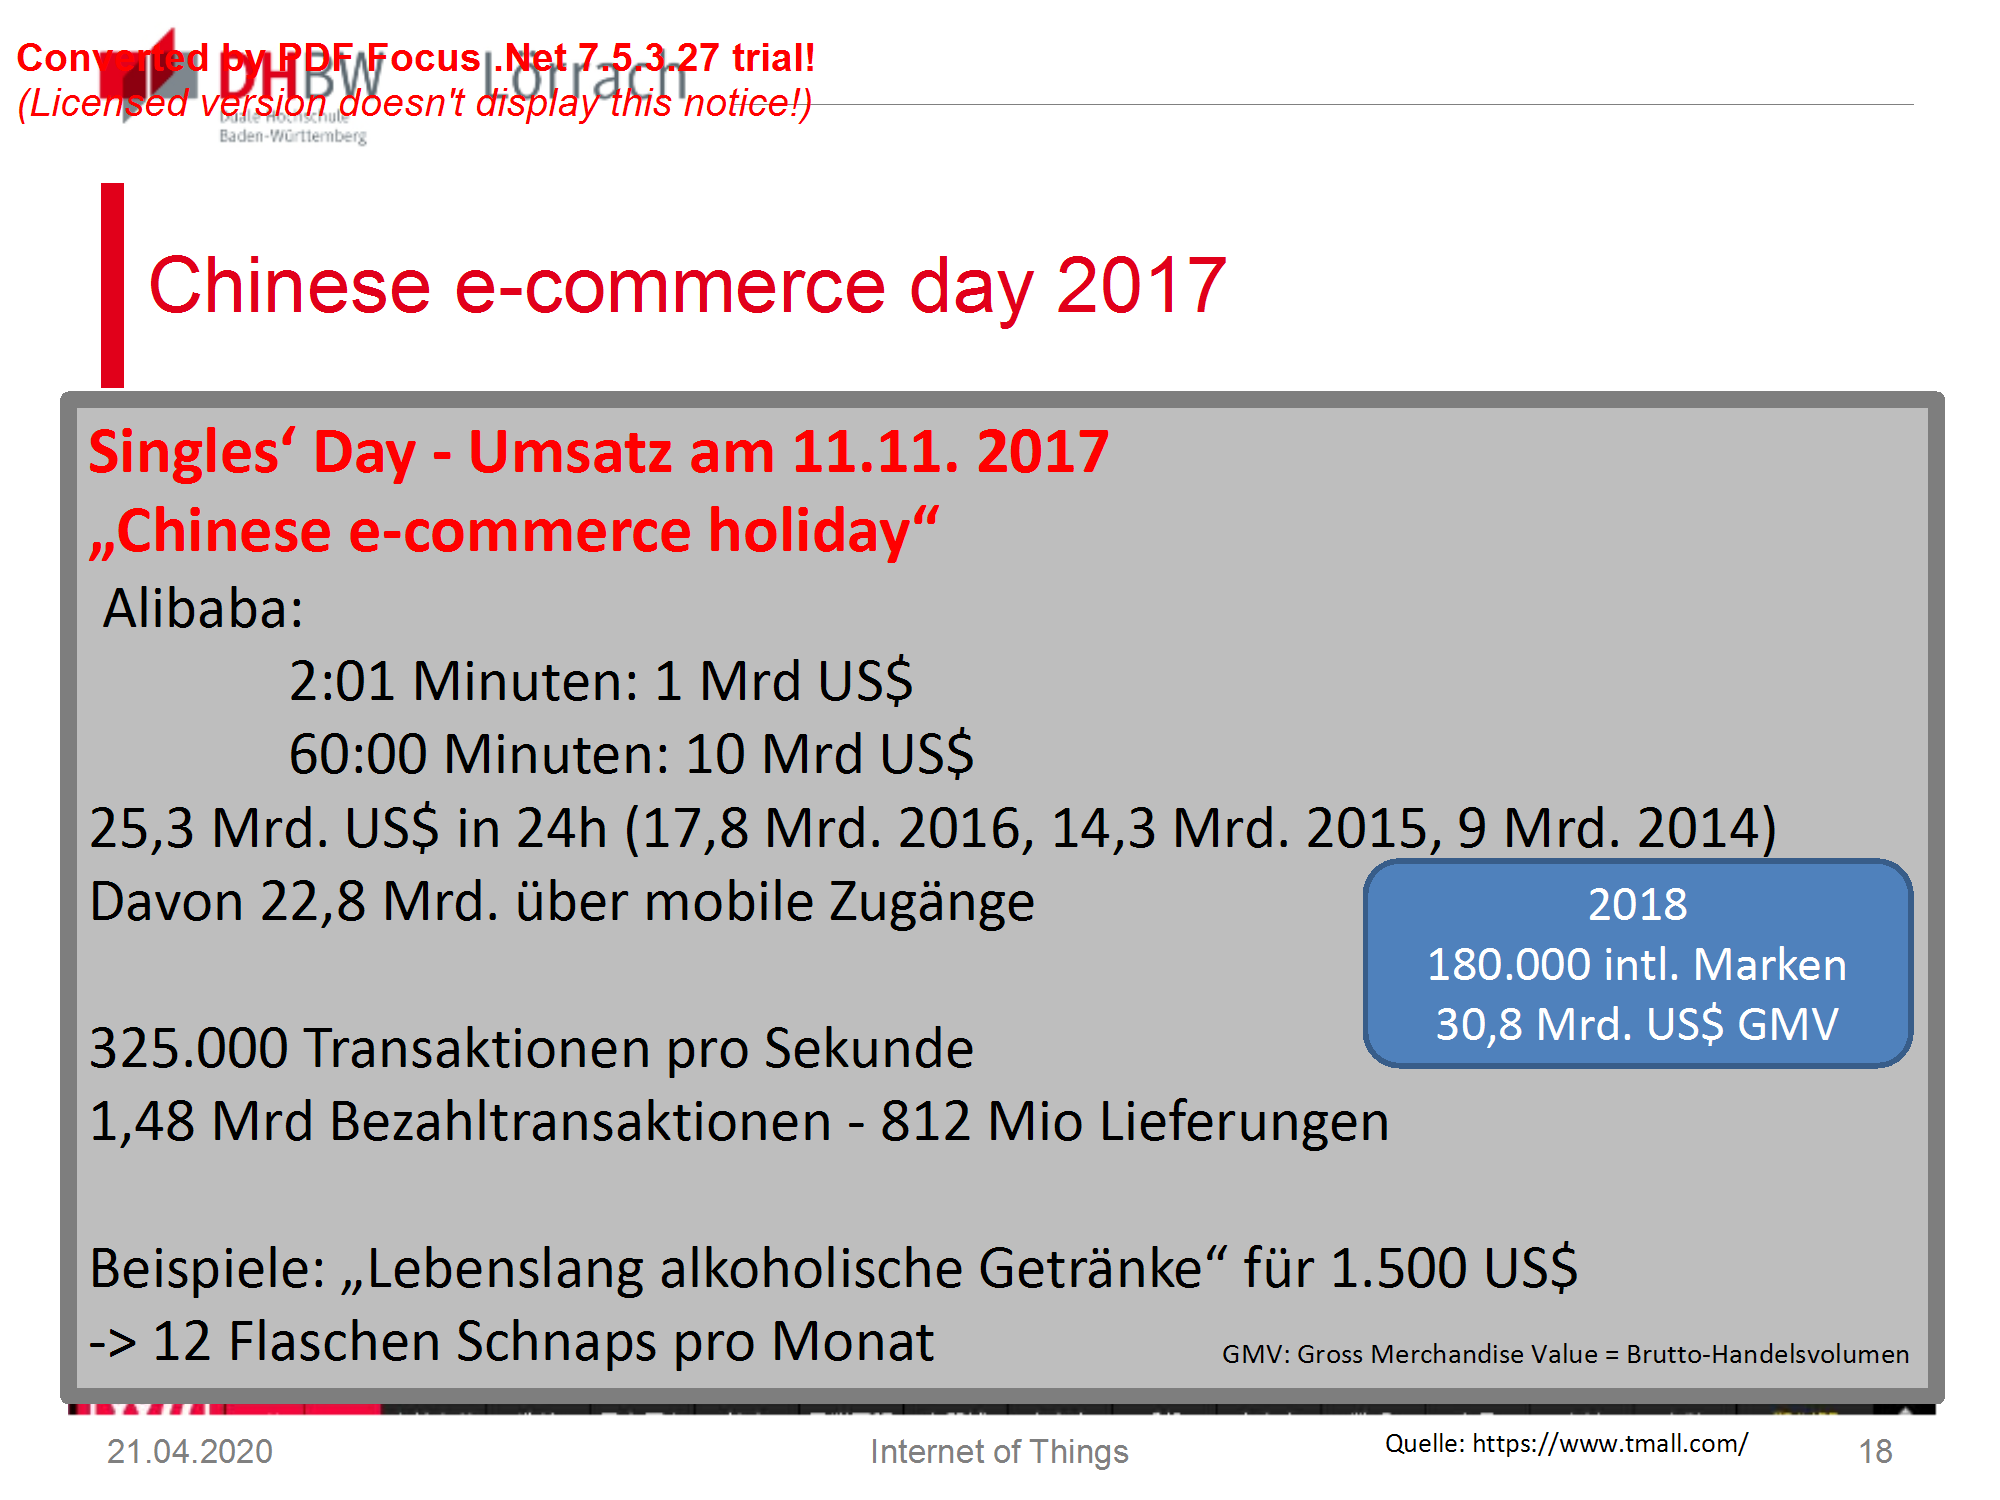 Converted by PDF Focus .Net 7.5.3.27 trial!
(Licensed version doesn't display this notice!)
DHBW Lörrach
Duale Hochschule
Baden-Württemberg
Chinese e-commerce day 2017
Singles‘ Day - Umsatz am 11.11. 2017
„Chinese e-commerce holiday“
Alibaba:
2:01 Minuten: 1 Mrd US$
60:00 Minuten: 10 Mrd US$
25,3 Mrd. US$ in 24h (17,8 Mrd. 2016, 14,3 Mrd. 2015, 9 Mrd. 2014)
Davon 22,8 Mrd. über mobile Zugänge
2018
180.000 intl. Marken
30,8 Mrd. US$ GMV
325.000 Transaktionen pro Sekunde
1,48 Mrd Bezahltransaktionen - 812 Mio Lieferungen
Beispiele: „Lebenslang alkoholische Getränke“ für 1.500 US$
-> 12 Flaschen Schnaps pro Monat
GMV: Gross Merchandise Value = Brutto-Handelsvolumen
21.04.2020
Internet of Things
Quelle: https://www.tmall.com/
18